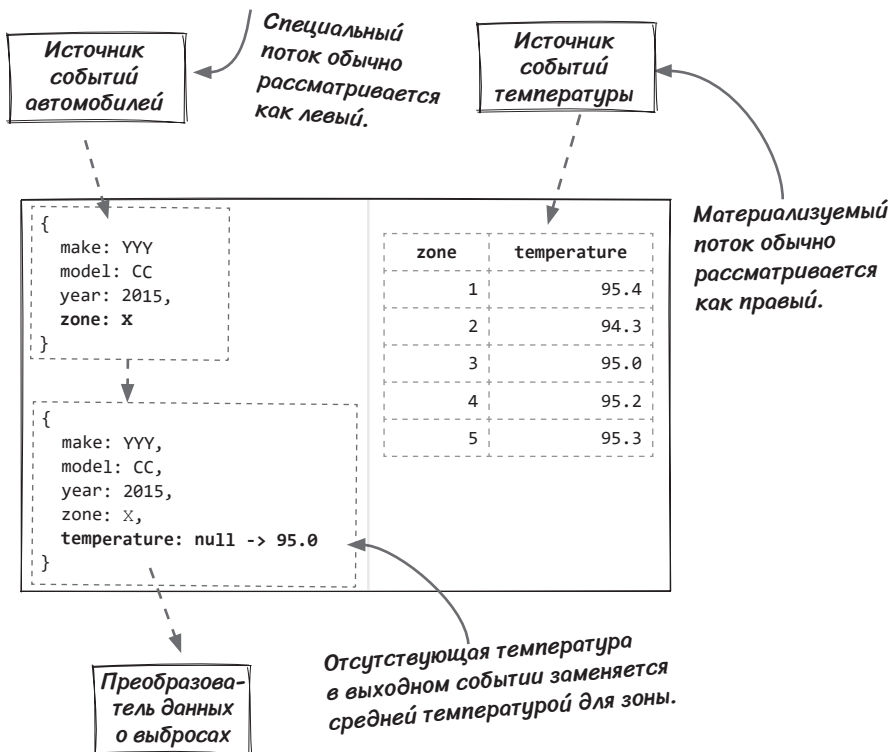 Источник
событий
автомобилей
Специальный
поток обычно
рассматривается
как левый.
Источник
событий
температуры
Материализуемый
поток обычно
рассматривается
как правый.
{
make: YYY
model: CC
year: 2015,
zone: X
}
{
make: YYY,
model: CC,
year: 2015,
zone: X,
temperature: null -> 95.0
}
zone temperature
1 95.4
2 94.3
3 95.0
4 95.2
5 95.3
Отсутствующая температура
в выходном событии заменяется
средней температурой для зоны.
Преобразова-
тель данных
о выбросах